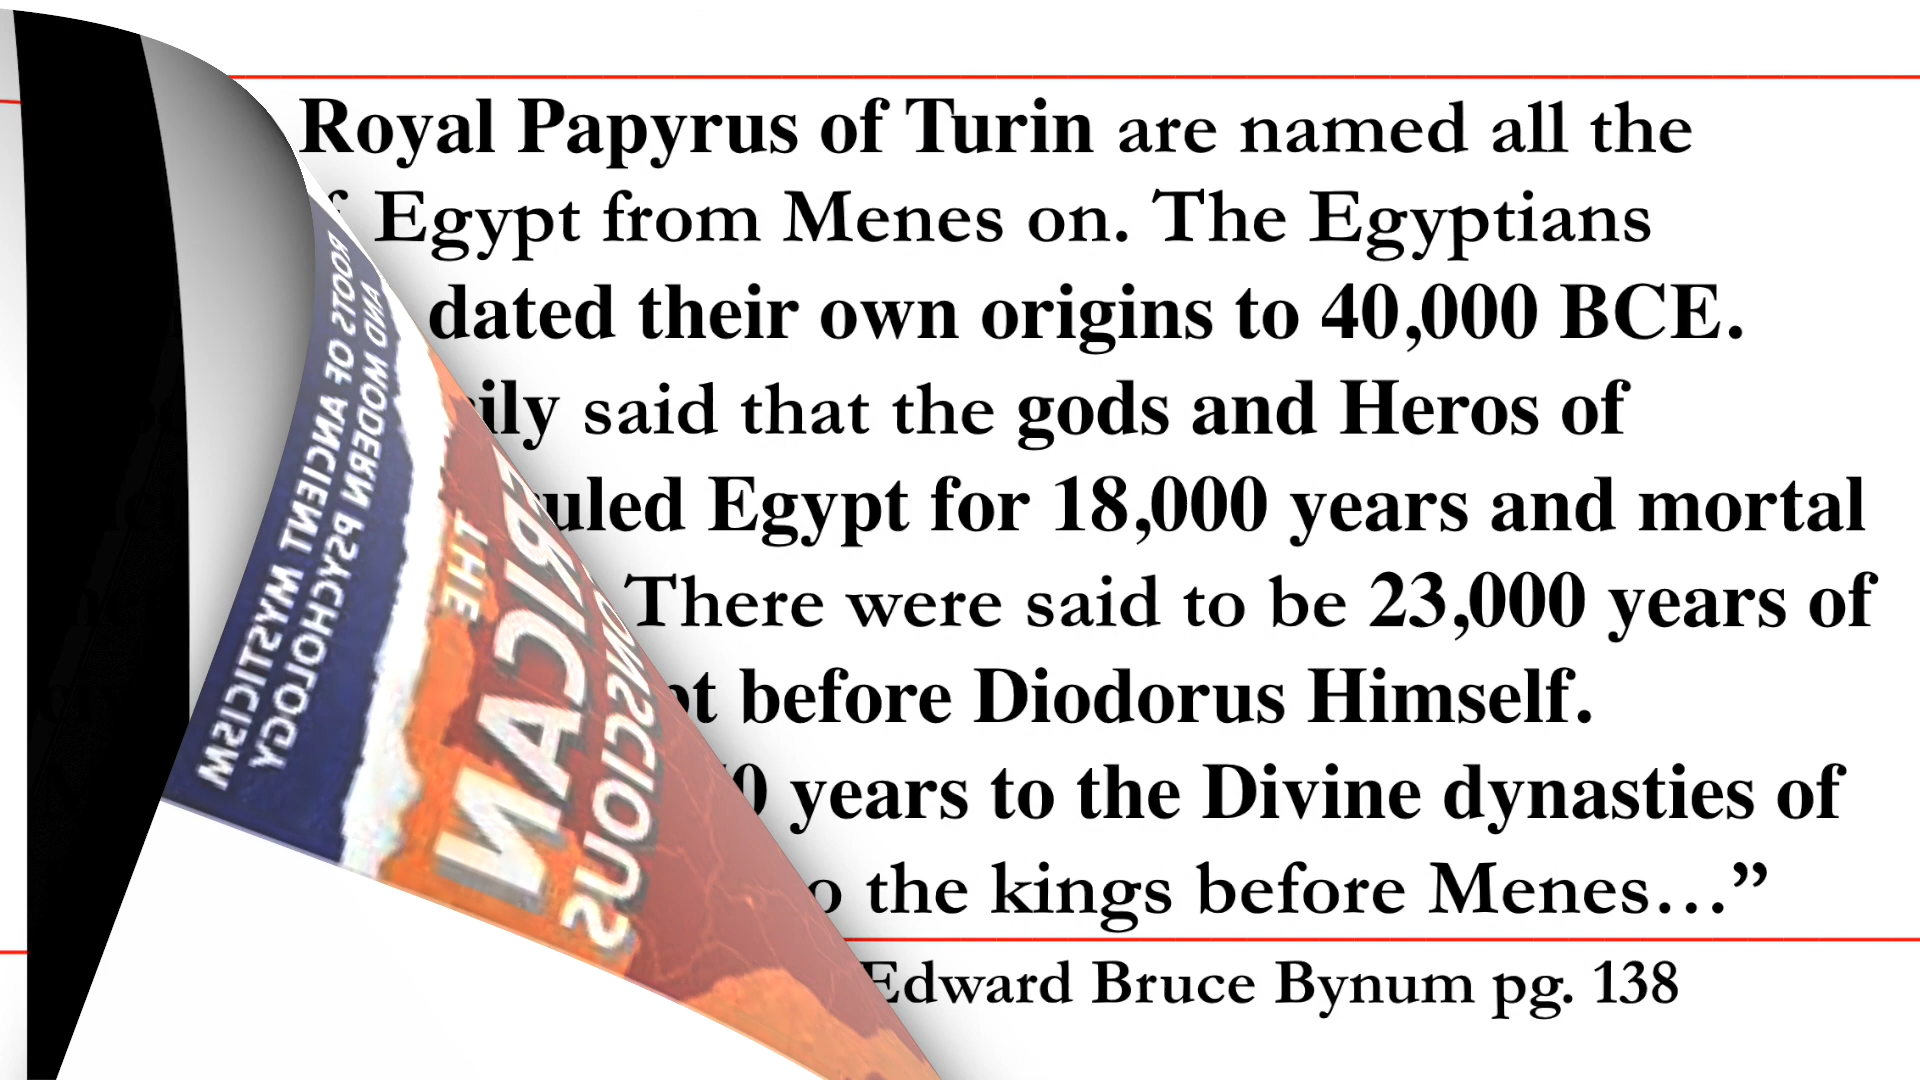 Royal Papyrus of Turin are named all the
Egypt from Menes on. The Egyptians
dated their own origins to 40,000 BCE.
said that the gods and Heros of
Egypt for 18,000 years and mortal
There were said to be 23,000 years of
before Diodorus Himself.
years to the Divine dynasties of
the kings before Menes…”
Edward Bruce Bynum pg. 138
ROOTS OF ANCIENT MYSTICISM
AND MODERN PSYCHOLOGY
THE